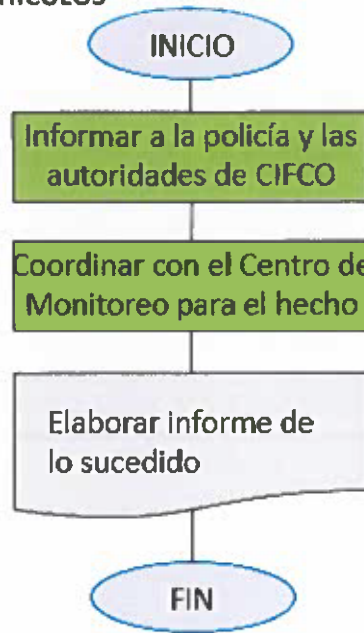 INICIO
Informar a la policía y las
autoridades de CIFCO
Coordinar con el Centro de
Monitoreo para el hecho
Elaborar informe de
lo sucedido
FIN